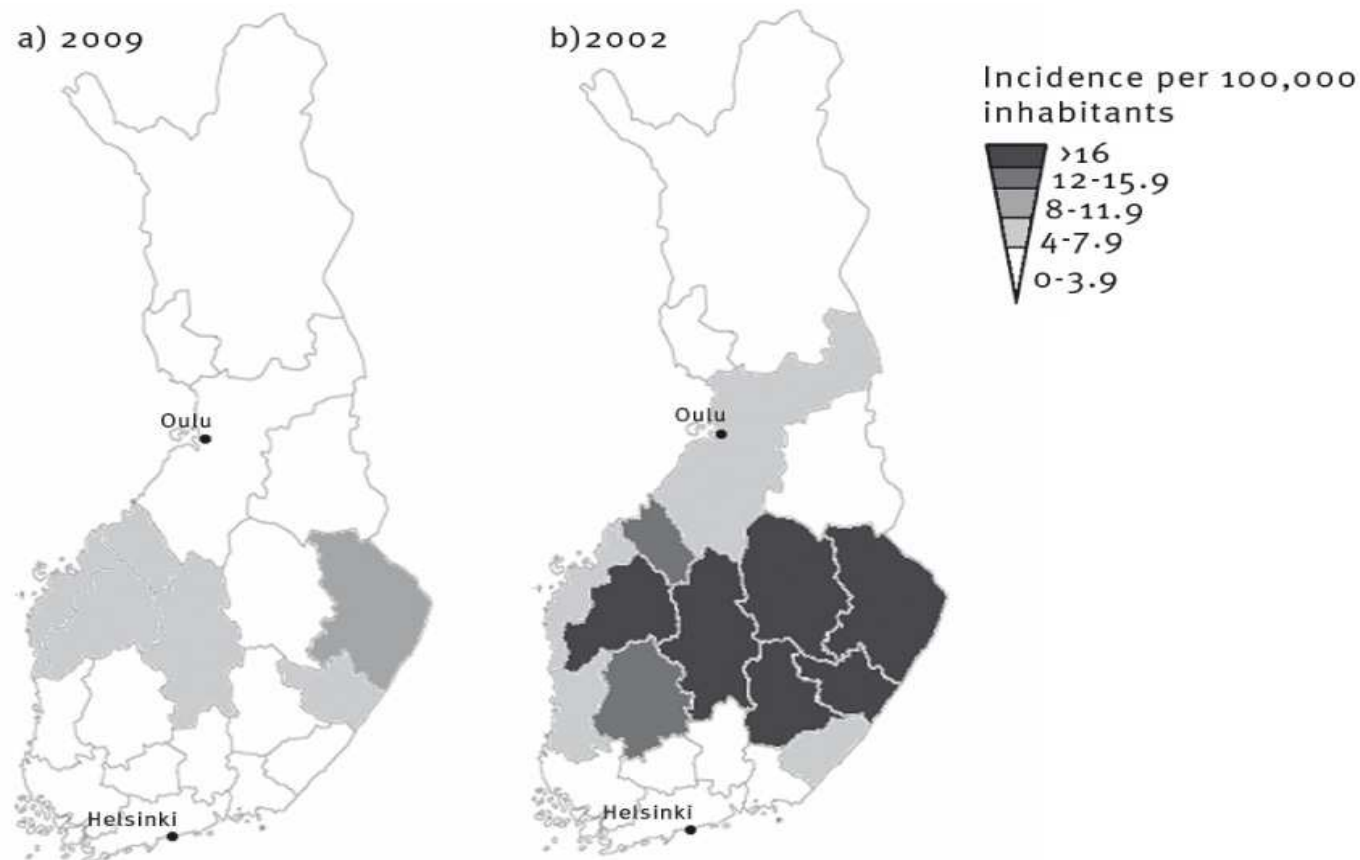 a) 2009
b)2002
Incidence per 100,000
inhabitants
>16
12-15.9
8-11.9
4-7.9
0-3.9
Oulu
Oulu
Helsinki
Helsinki